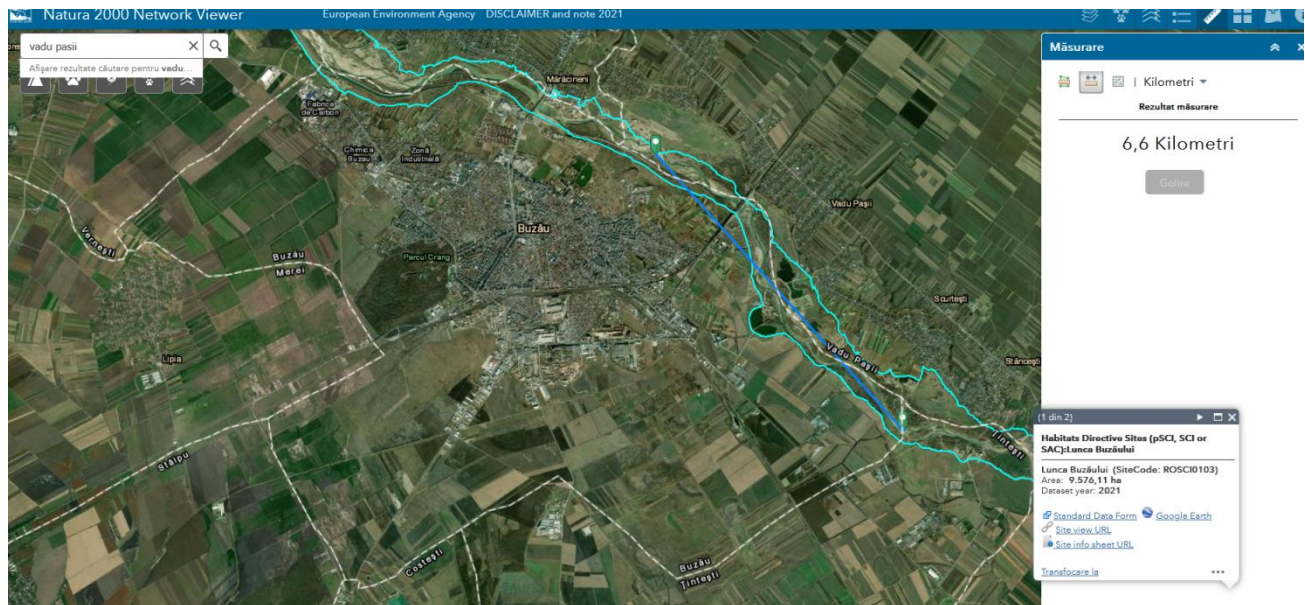 Natura 2000 Network Viewer
European Environment Agency DISCLAIMER and note 2021
vadu pasii
Afișare rezultate căutare pentru vadu...
Măsurare
| Kilometri
Rezultat măsurare
6,6 Kilometri
Golire
Mărăcineni
Fabrica
de Carbon
Chimica
Buzau
Zonă
Industrială
Vadu Pașii
Vernești
Buzău
Buzău
Merei
Parcul Crang
Scurtești
Lipia
Vadu Pașii
Stâncești
Țintești
Stâlpu
Costești
Buzău
Țintești
(1 din 2)
Habitats Directive Sites (pSCI, SCI or
SAC):Lunca Buzăului
Lunca Buzăului (SiteCode: ROSCI0103)
Area: 9.576,11 ha
Dataset year: 2021
Standard Data Form Google Earth
Site view URL
Site info sheet URL
Transfocare la